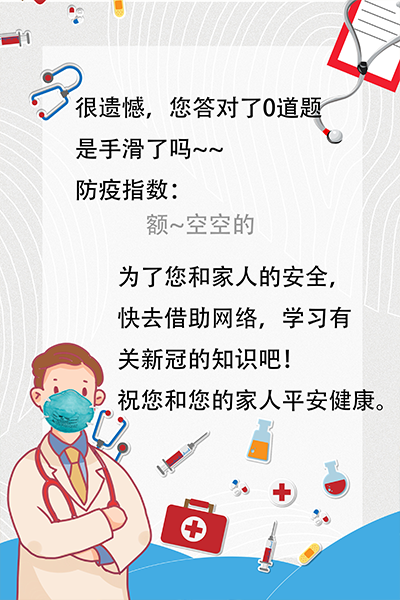 很遗憾，您答对了0道题
是手滑了吗~~
防疫指数：
额~空空的
为了您和家人的安全，
快去借助网络，学习有
关新冠的知识吧！
祝您和您的家人平安健康。